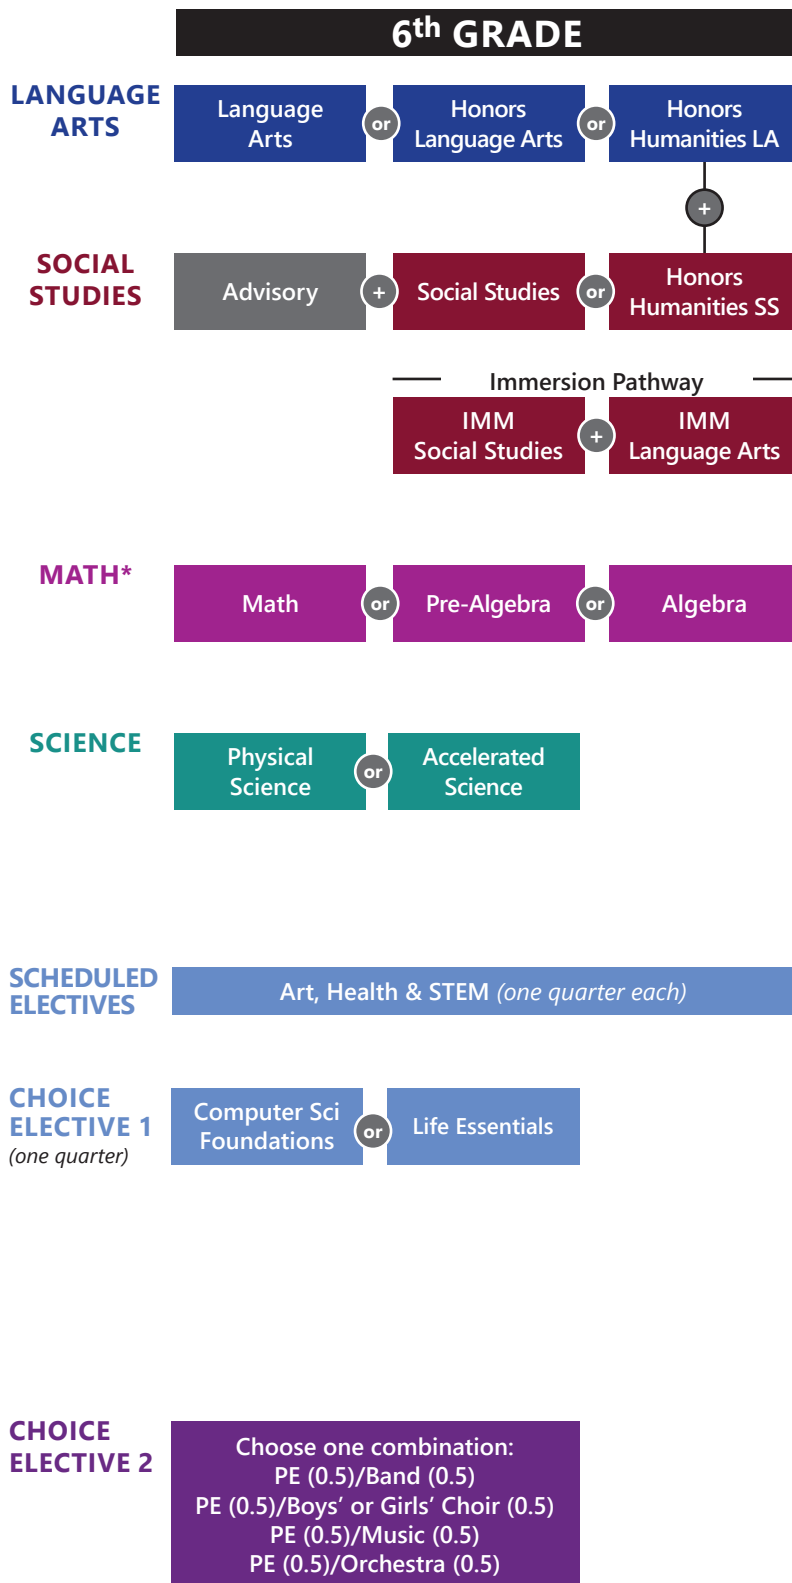 6th GRADE
LANGUAGE
ARTS
Language
Arts
or
Honors
Language Arts
or
Honors
Humanities LA
+
SOCIAL
STUDIES
Advisory
+
Social Studies
or
Honors
Humanities SS
Immersion Pathway
IMM
Social Studies
+
IMM
Language Arts
MATH*
Math
or
Pre-Algebra
or
Algebra
SCIENCE
Physical
Science
or
Accelerated
Science
SCHEDULED
ELECTIVES
Art, Health & STEM (one quarter each)
CHOICE
ELECTIVE 1
(one quarter)
Computer Sci
Foundations
or
Life Essentials
CHOICE
ELECTIVE 2
Choose one combination:
PE (0.5)/Band (0.5)
PE (0.5)/Boys’ or Girls’ Choir (0.5)
PE (0.5)/Music (0.5)
PE (0.5)/Orchestra (0.5)